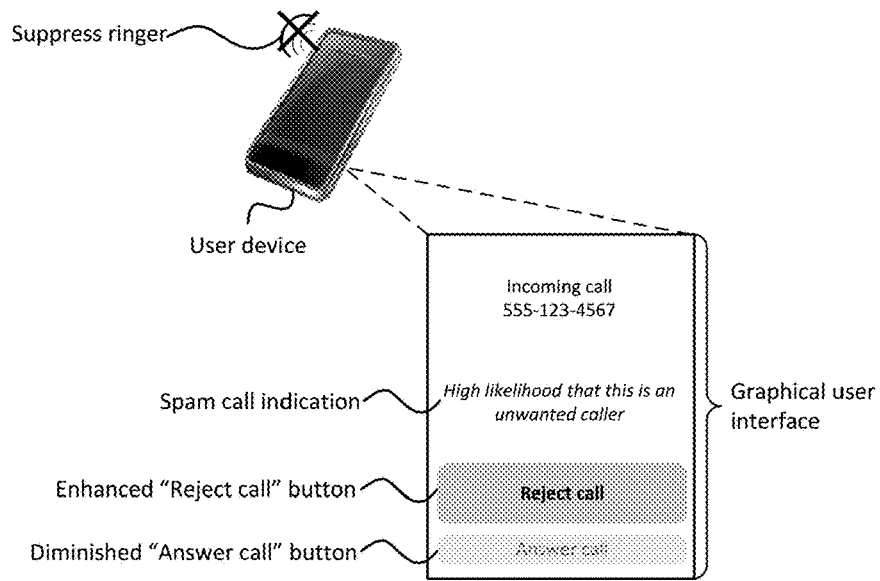 Suppress ringer
User device
Incoming call
555-123-4567
Spam call indication
High likelihood that this is an
unwanted caller
Graphical user
interface
Enhanced “Reject call” button
Reject call
Diminished “Answer call” button
Answer call